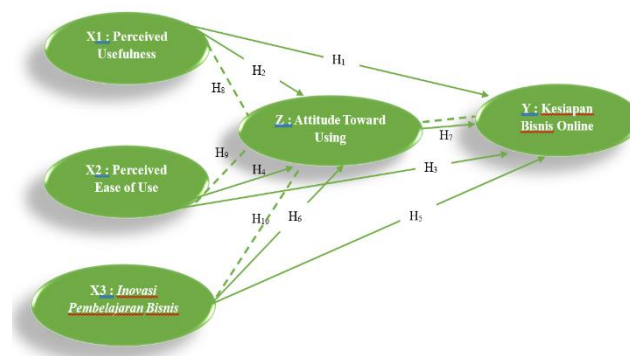 X1 : Perceived
Usefulness
H1
H2
H8
Z : Attitude Toward
Using
Y : Kesiapan
Bisnis Online
H7
H9
X2 : Perceived
Ease of Use
H4
H3
H10
H6
H5
X3 : Inovasi
Pembelajaran Bisnis